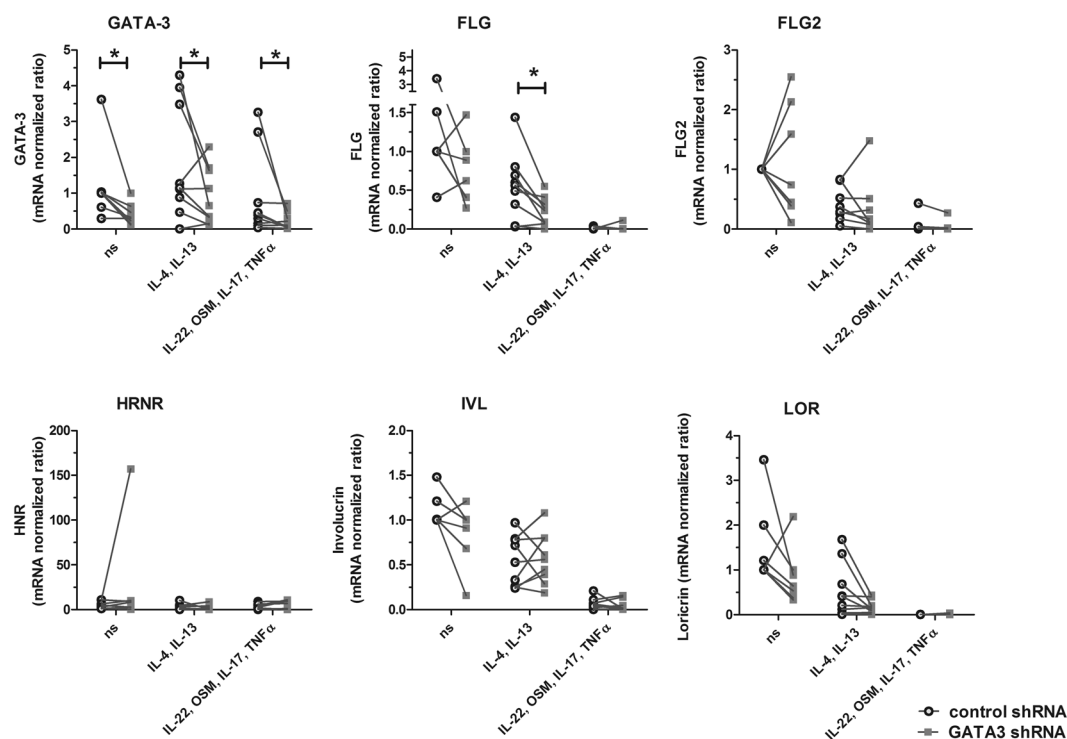 GATA-3
GATA-3
(mRNA normalized ratio)
5
4
3
2
1
0
*
*
*
ns
IL-4, IL-13
IL-22, OSM, IL-17, TNFα
FLG
FLG
(mRNA normalized ratio)
5
4
3
1.5
1.0
0.5
0.0
*
ns
IL-4, IL-13
IL-22, OSM, IL-17, TNFα
FLG2
FLG2
(mRNA normalized ratio)
3
2
1
0
ns
IL-4, IL-13
IL-22, OSM, IL-17, TNFα
HRNR
HNR
(mRNA normalized ratio)
200
150
100
50
0
ns
IL-4, IL-13
IL-22, OSM, IL-17, TNFα
IVL
Involucrin
(mRNA normalized ratio)
2.0
1.5
1.0
0.5
0.0
ns
IL-4, IL-13
IL-22, OSM, IL-17, TNFα
LOR
Loricrin (mRNA normalized ratio)
4
3
2
1
0
ns
IL-4, IL-13
IL-22, OSM, IL-17, TNFα
control shRNA
GATA3 shRNA